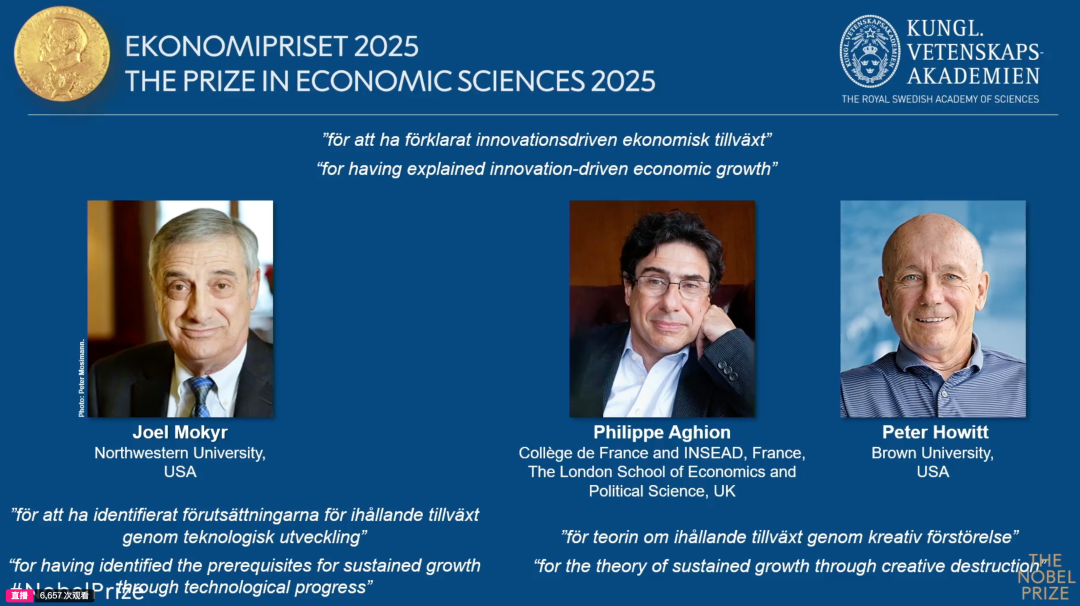 EKONOMIPRISET 2025
THE PRIZE IN ECONOMIC SCIENCES 2025
KUNGL.
VETENSKAPS-
AKADEMIEN
THE ROYAL SWEDISH ACADEMY OF SCIENCES
”för att ha förklarat innovationsdriven ekonomisk tillväxt”
“for having explained innovation-driven economic growth”
Photo: Peter Mosimann.
Joel Mokyr
Northwestern University,
USA
”för att ha identifierat förutsättningarna för ihållande tillväxt
genom teknologisk utveckling”
“for having identified the prerequisites for sustained growth
through technological progress”
Philippe Aghion
Collège de France and INSEAD, France,
The London School of Economics and
Political Science, UK
Peter Howitt
Brown University,
USA
”för teorin om ihållande tillväxt genom kreativ förstörelse”
“for the theory of sustained growth through creative destruction”
#NobelPrize
直播 6,657 次观看
THE
NOBEL
PRIZE